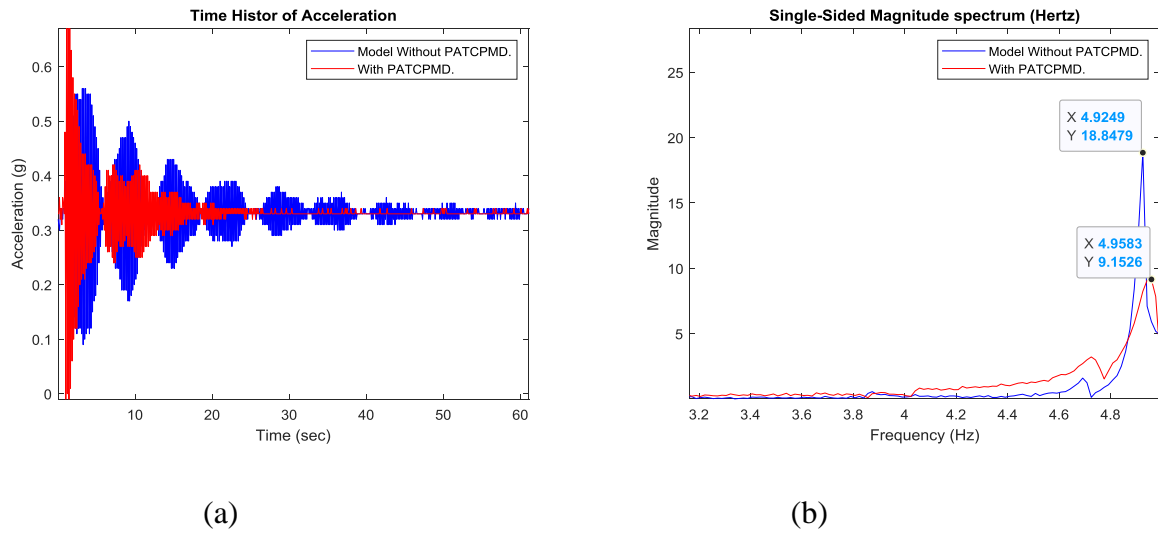 Time Histor of Acceleration
Model Without PATCPMD.
With PATCPMD.
Acceleration (g)
0.6
0.5
0.4
0.3
0.2
0.1
0
10
20
30
40
50
60
Time (sec)
(a)
Single-Sided Magnitude spectrum (Hertz)
Model Without PATCPMD.
With PATCPMD.
X 4.9249
Y 18.8479
X 4.9583
Y 9.1526
Magnitude
25
20
15
10
5
3.2
3.4
3.6
3.8
4
4.2
4.4
4.6
4.8
Frequency (Hz)
(b)